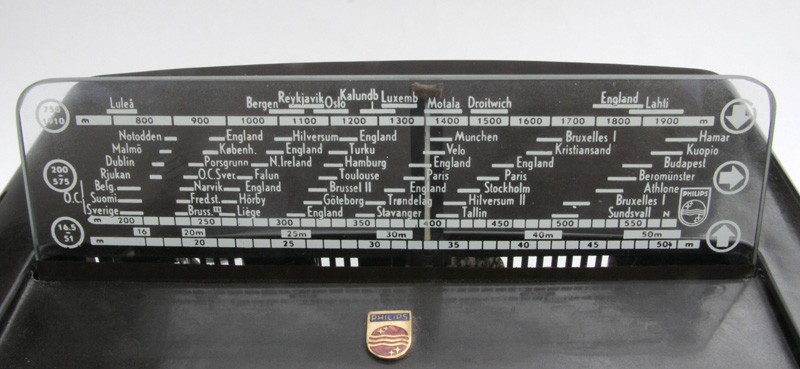 Luleå Bergen Reykjavik Oslo Kalundb Luxemb Motala Droitwich England Lahti
750 1910 m 800 900 1000 1100 1200 1300 1400 1500 1600 1700 1800 1900 m
Notodden England Hilversum England Munchen Bruxelles I Hamar
Malmö Københ. England Turku Velo Kristiansand Kuopio
Dublin Porsgrunn N.Ireland Hamburg England England Budapest
200 575 Rjukan O.C.Sver. Falun Toulouse Paris Paris Beromünster
O.C. Belg. Narvik England Brussel II England Stockholm Athlone
Suomi Fred.st. Hörby Göteborg Trøndelag Hilversum II Bruxelles I PHILIPS
Sverige Bruss. III Liège England Stavanger Tallin Sundsvall N
m 200 250 300 350 400 450 500 550 m
16.5 51 16 20m 25m 30m 40m 50m
m 20 25 30 35 40 45 50 m
PHILIPS